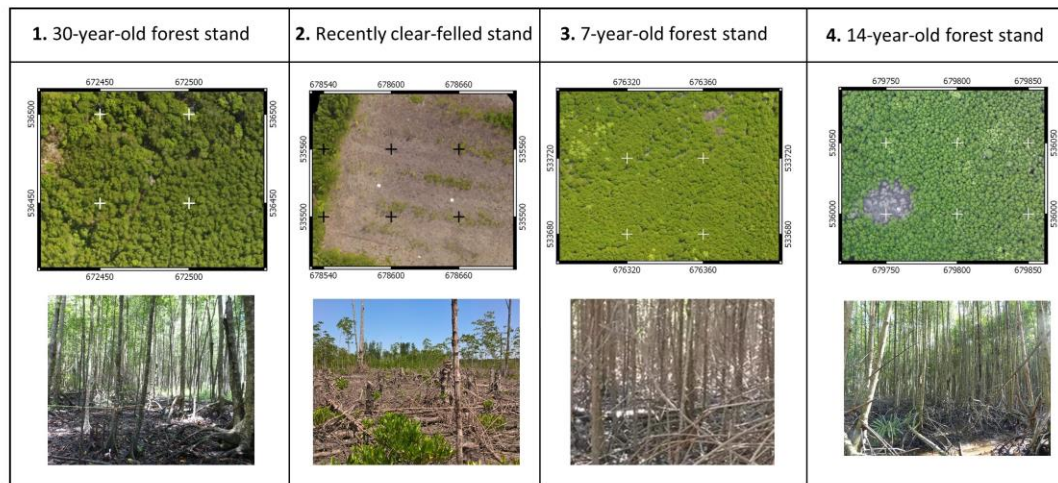 1. 30-year-old forest stand
2. Recently clear-felled stand
3. 7-year-old forest stand
4. 14-year-old forest stand
672450 672500
536500 536500
536450 536450
672450 672500
678540 678600 678660
535560 535560
535500 535500
678540 678600 678660
676320 676360
533720 533720
533680 533680
676320 676360
679750 679800 679850
536050 536050
536000 536000
679750 679800 679850